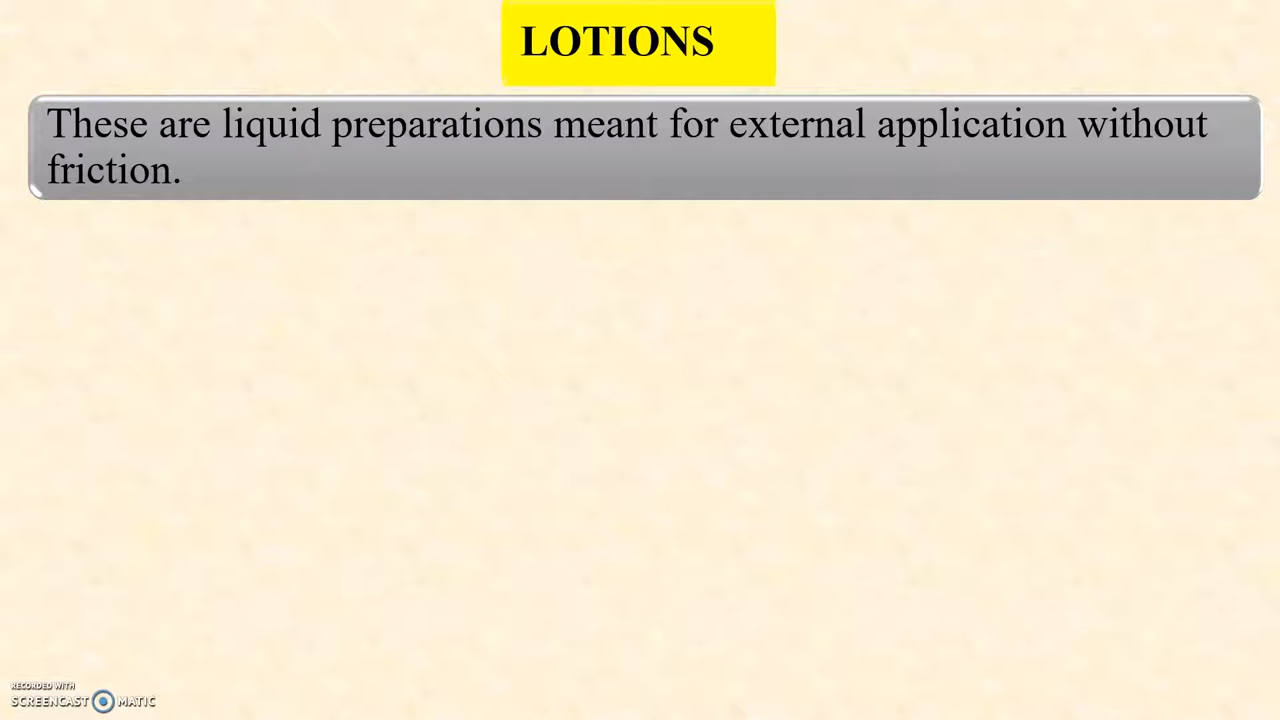 LOTIONS
These are liquid preparations meant for external application without
friction.
RECORDED WITH
SCREENCAST MATIC